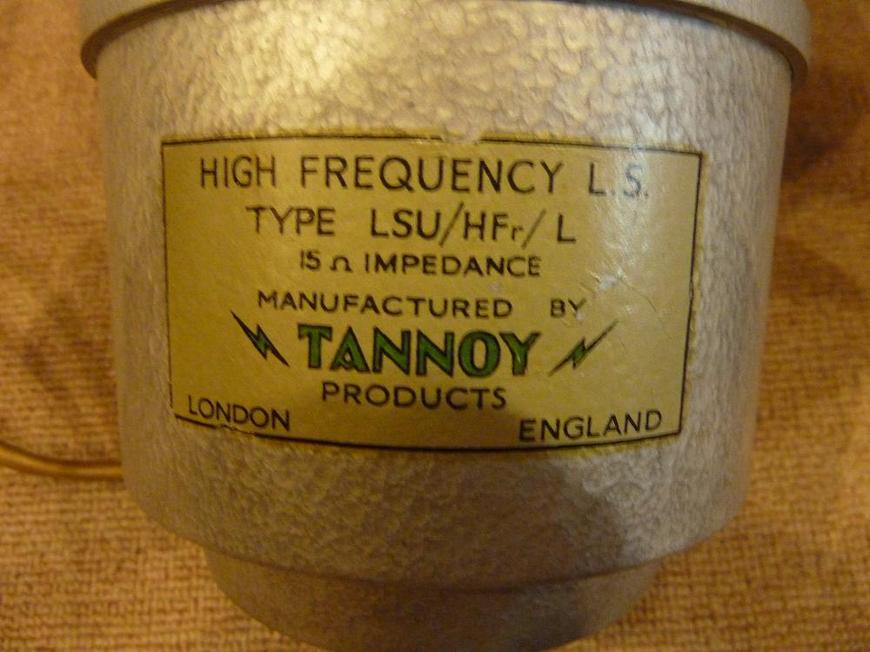 HIGH FREQUENCY L.S.
TYPE LSU/HFr/L
15 Ω IMPEDANCE
MANUFACTURED BY
TANNOY
PRODUCTS
LONDON ENGLAND